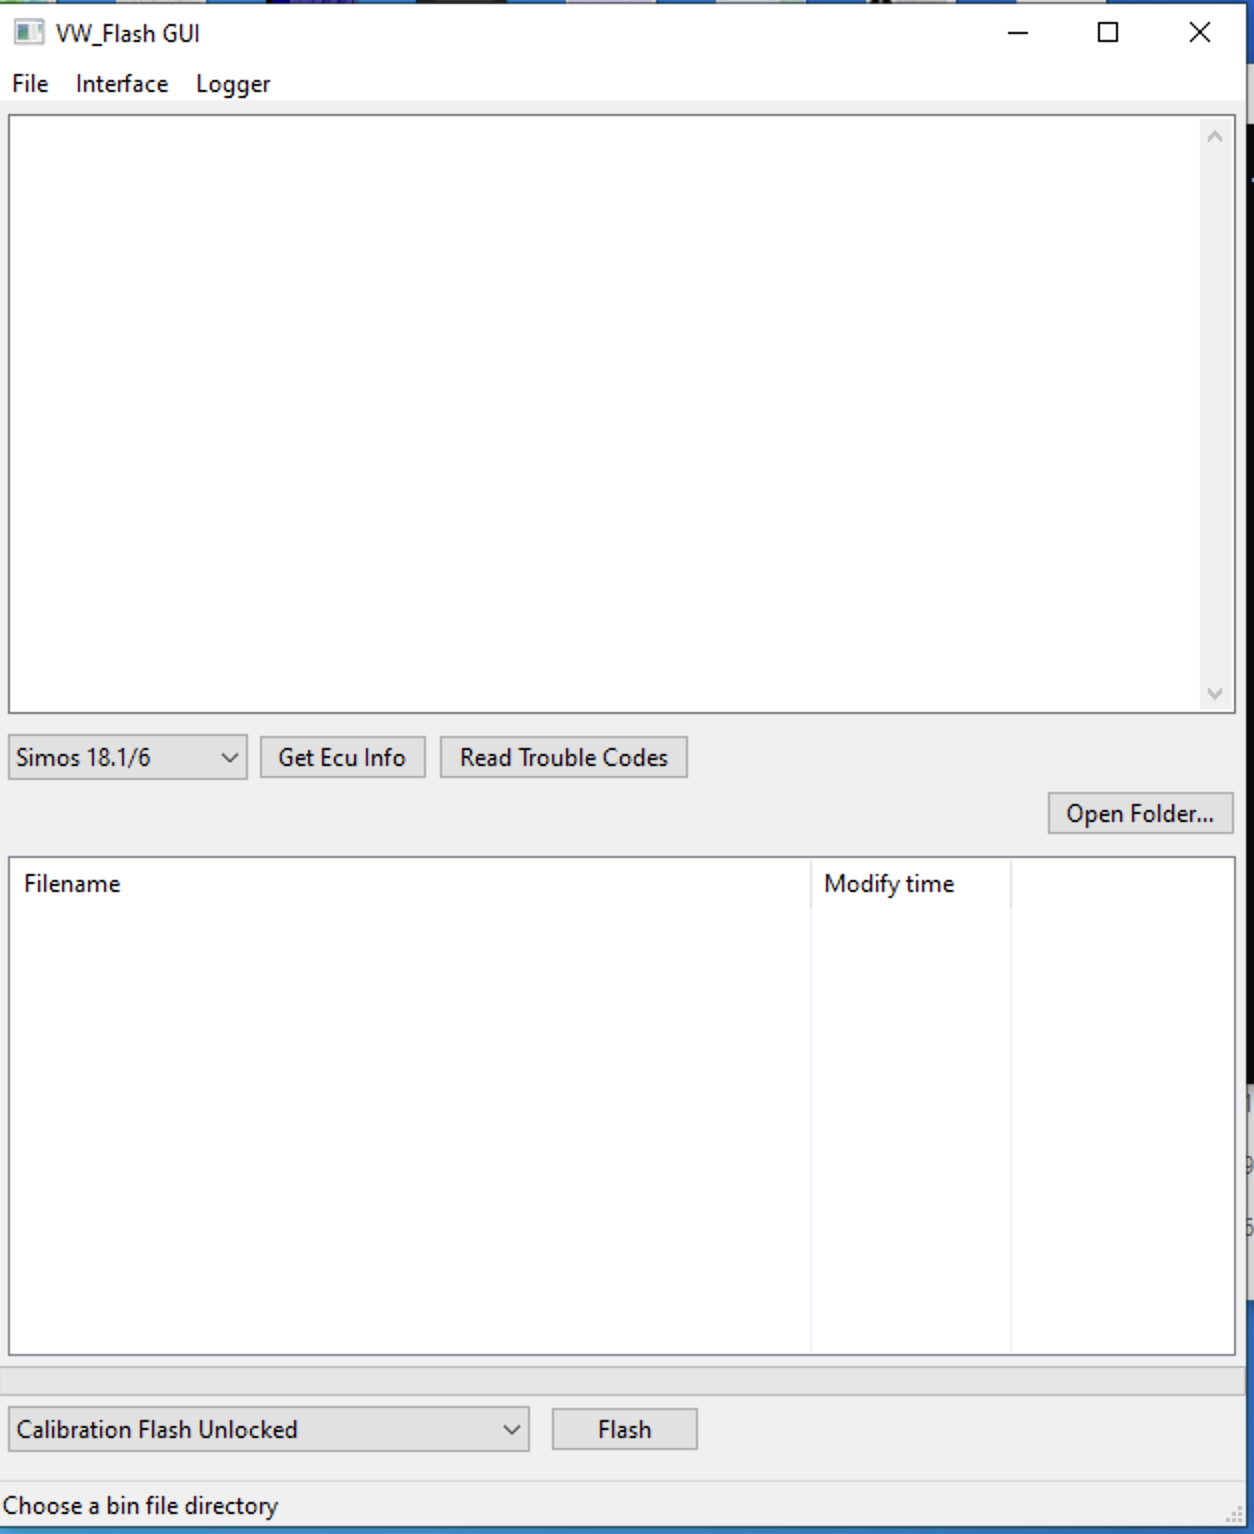 VW_Flash GUI
File Interface Logger
Simos 18.1/6 Get Ecu Info Read Trouble Codes
Open Folder...
Filename Modify time
Calibration Flash Unlocked Flash
Choose a bin file directory